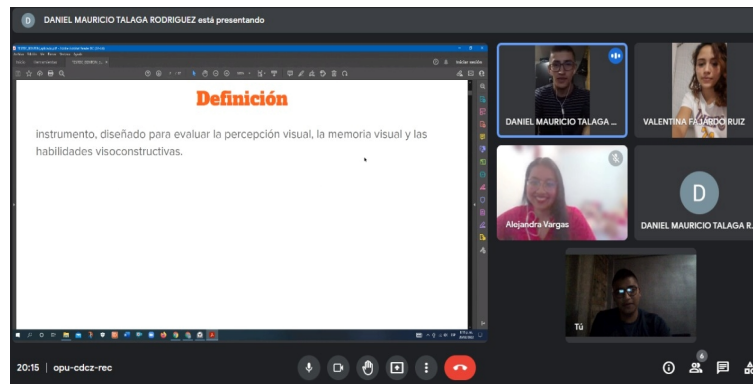 D DANIEL MAURICIO TALAGA RODRIGUEZ está presentando
Definición
instrumento, diseñado para evaluar la percepción visual, la memoria visual y las
habilidades visoconstructivas.
DANIEL MAURICIO TALAGA ...
VALENTINA FAJARDO RUIZ
Alejandra Vargas
D
DANIEL MAURICIO TALAGA R...
Tú
20:15 | opu-cdcz-rec
6